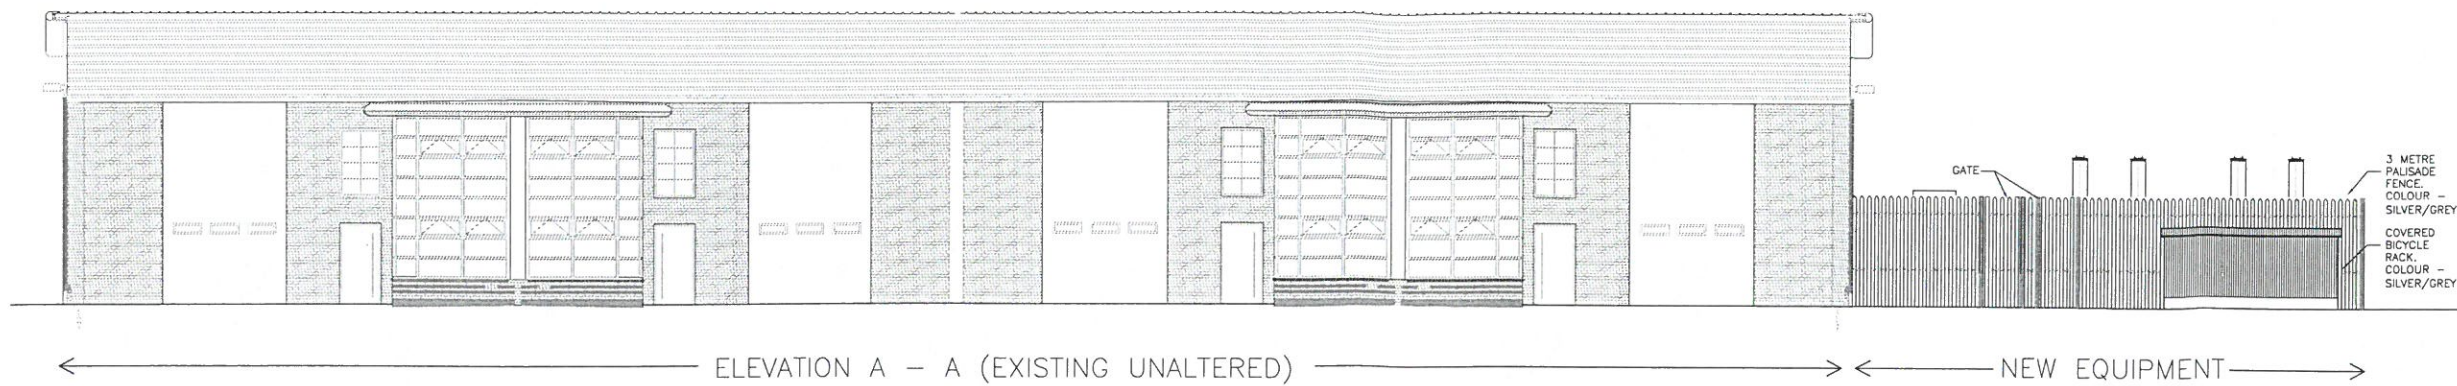 GATE
3 METRE
PALISADE
FENCE.
COLOUR –
SILVER/GREY
COVERED
BICYCLE
RACK.
COLOUR –
SILVER/GREY
ELEVATION A – A (EXISTING UNALTERED)
NEW EQUIPMENT